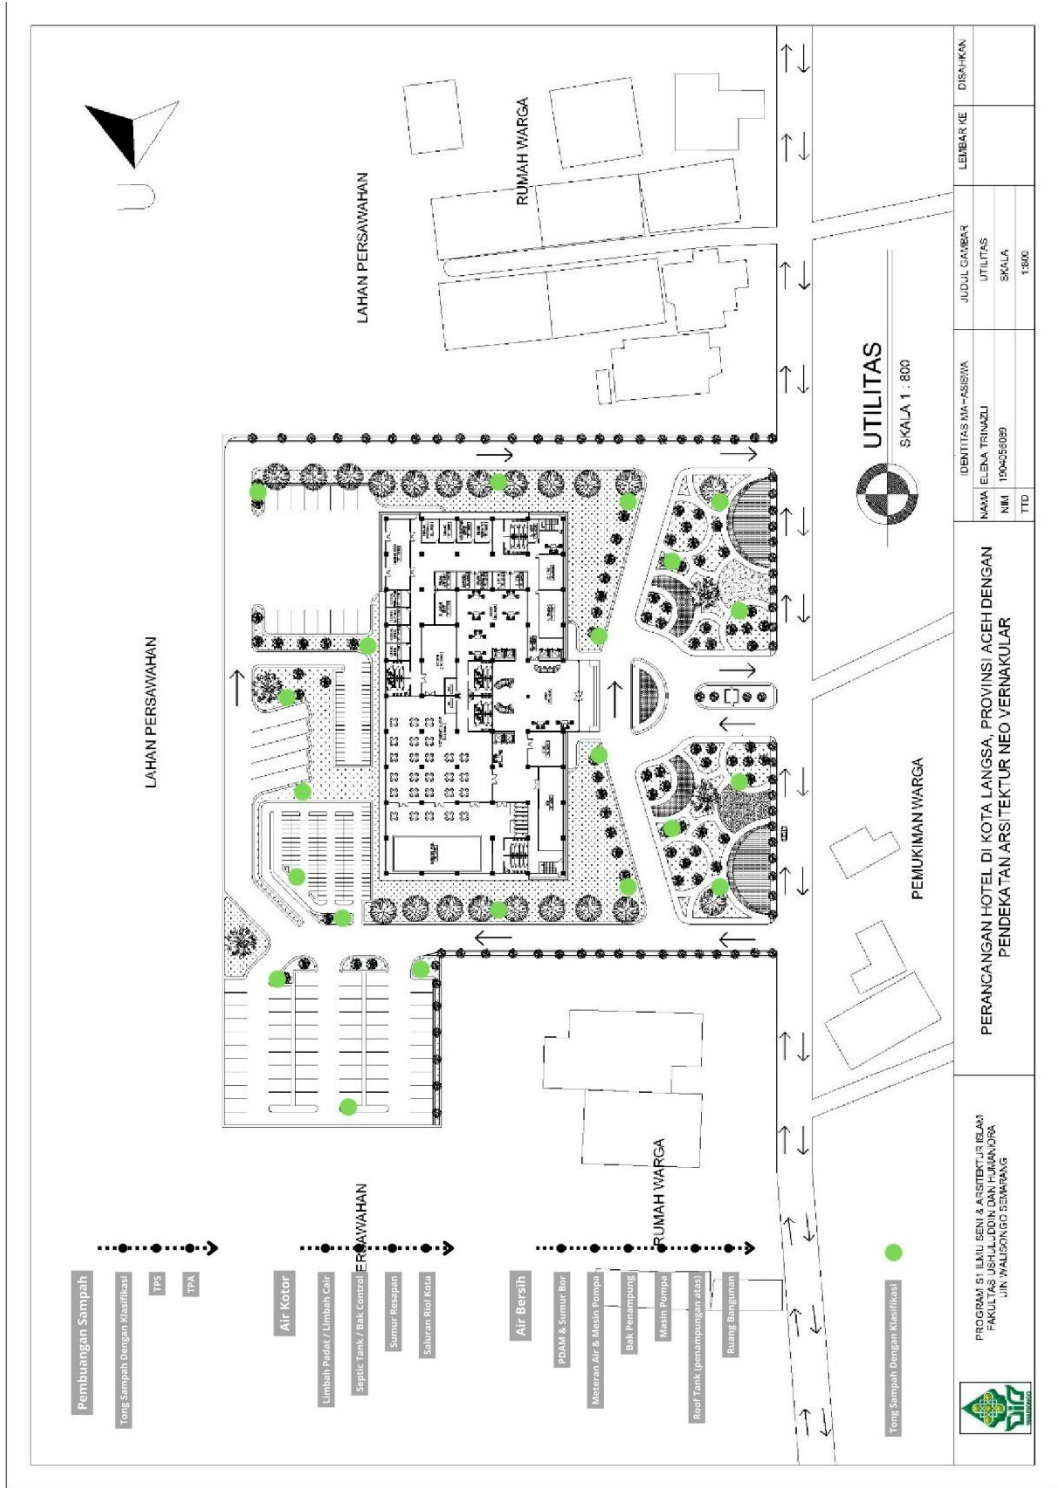 Pembuangan Sampah
Tong Sampah Dengan Klasifikasi
TPS
TPA
Air Kotor
Limbah Padat / Limbah Cair
Septic Tank / Bak Control
Sumur Resapan
Saluran Riol Kota
Air Bersih
PDAM & Sumur Bor
Meteran Air & Mesin Pompa
Bak Penampung
Masin Pompa
Roof Tank (penampungan atas)
Ruang Bangunan
Tong Sampah Dengan Klasifikasi
LAHAN PERSAWAHAN
LAHAN PERSAWAHAN
ERSAWAHAN
RUMAH WARGA
RUMAH WARGA
PEMUKIMAN WARGA
U
UTILITAS
SKALA 1 : 800
WALISONGO
PROGRAM S1 ILMU SENI & ARSITEKTUR ISLAM
FAKULTAS USHULUDDIN DAN HUMANIORA
UIN WALISONGO SEMARANG
PERANCANGAN HOTEL DI KOTA LANGSA, PROVINSI ACEH DENGAN
PENDEKATAN ARSITEKTUR NEO VERNAKULAR
IDENTITAS MAHASISWA
NAMA ELENA TRINAZLI
NIM 1904056089
TTD
JUDUL GAMBAR
UTILITAS
SKALA
1:800
LEMBAR KE
DISAHKAN